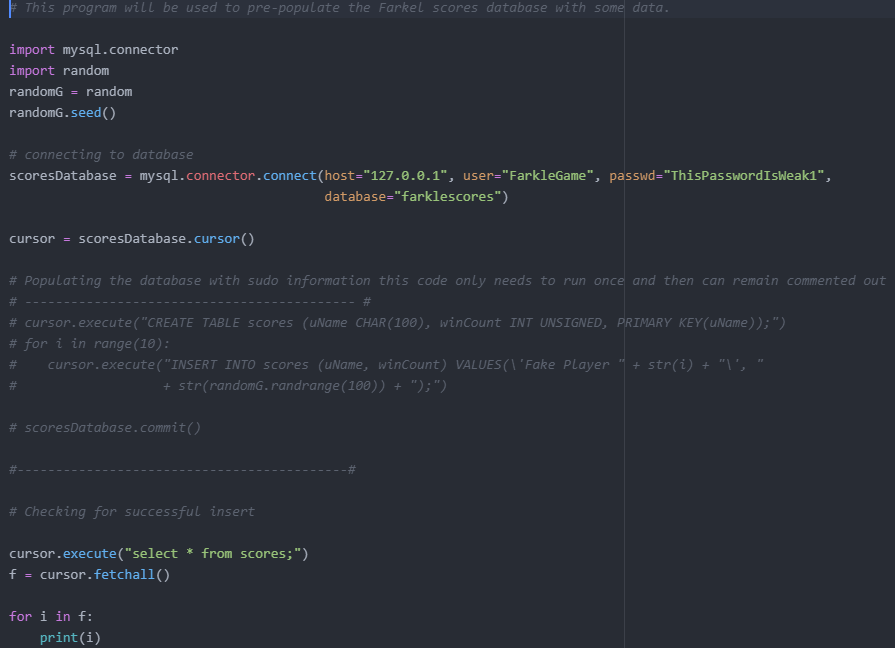 # This program will be used to pre-populate the Farkel scores database with some data.
import mysql.connector
import random
randomG = random
randomG.seed()
# connecting to database
scoresDatabase = mysql.connector.connect(host="127.0.0.1", user="FarkleGame", passwd="ThisPasswordIsWeak1",
                                         database="farklescores")
cursor = scoresDatabase.cursor()
# Populating the database with sudo information this code only needs to run once and then can remain commented out
# ------------------------------------------- #
# cursor.execute("CREATE TABLE scores (uName CHAR(100), winCount INT UNSIGNED, PRIMARY KEY(uName));")
# for i in range(10):
#    cursor.execute("INSERT INTO scores (uName, winCount) VALUES(\'Fake Player " + str(i) + "\', "
#                   + str(randomG.randrange(100)) + ");")
# scoresDatabase.commit()
#-------------------------------------------#
# Checking for successful insert
cursor.execute("select * from scores;")
f = cursor.fetchall()
for i in f:
    print(i)